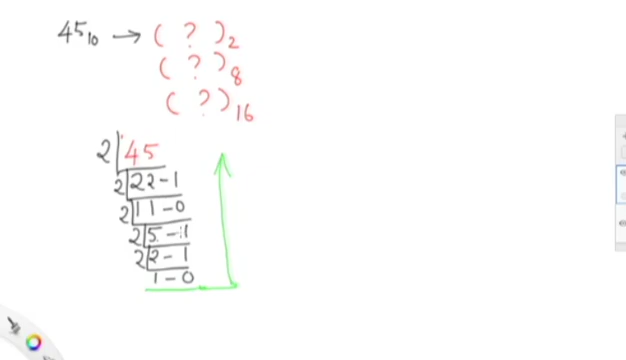 45₁₀ → ( ? )₂
( ? )₈
( ? )₁₆
2 45
2 22 - 1
2 11 - 0
2 5 - 1
2 2 - 1
1 - 0